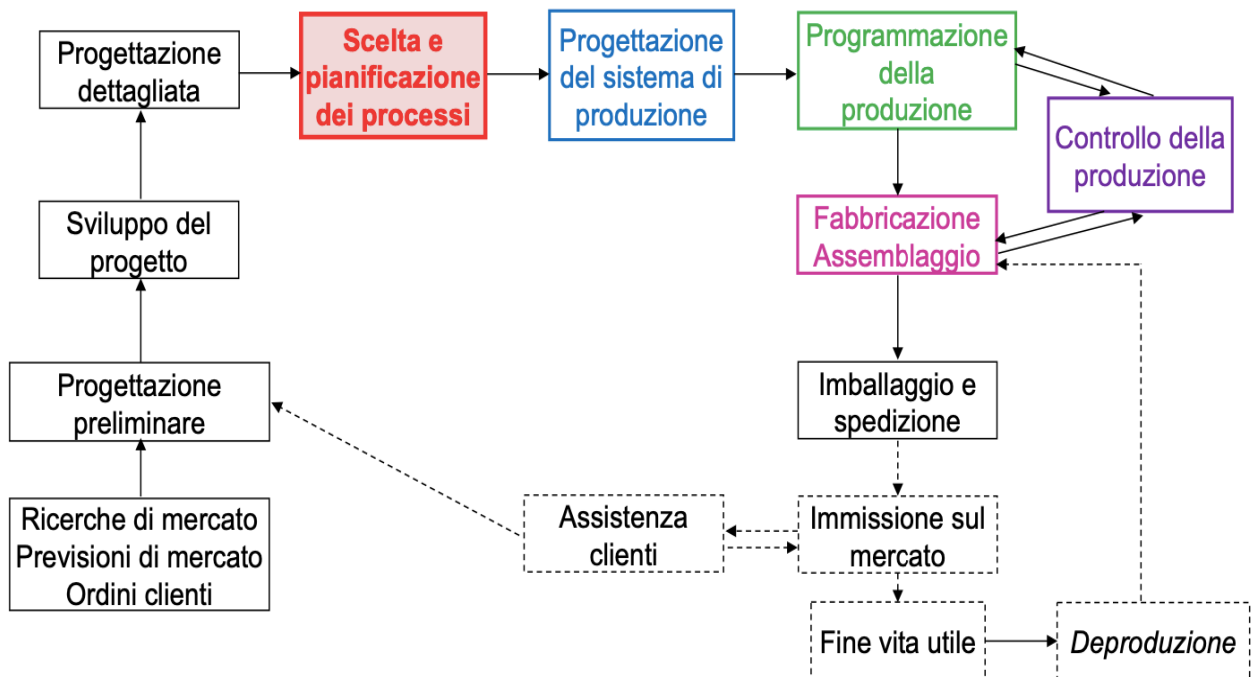 Progettazione
dettagliata
Scelta e
pianificazione
dei processi
Progettazione
del sistema di
produzione
Programmazione
della
produzione
Controllo della
produzione
Sviluppo del
progetto
Fabbricazione
Assemblaggio
Progettazione
preliminare
Imballaggio e
spedizione
Ricerche di mercato
Previsioni di mercato
Ordini clienti
Assistenza
clienti
Immissione sul
mercato
Fine vita utile
Deproduzione